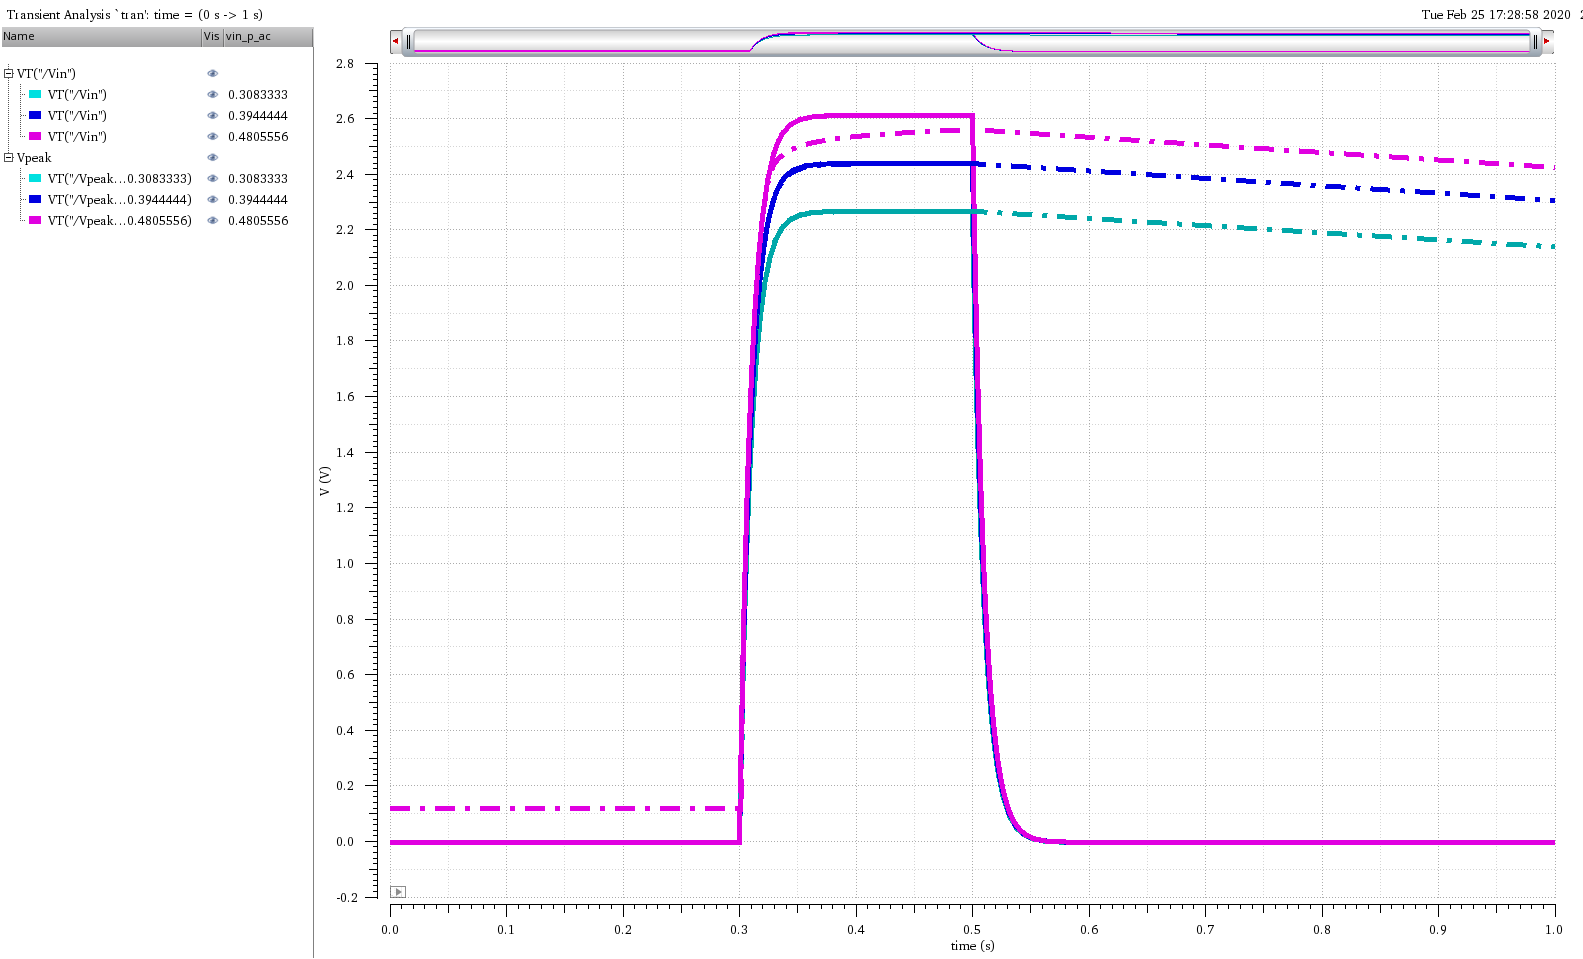 Transient Analysis `tran': time = (0 s -> 1 s)
Tue Feb 25 17:28:58 2020
Name Vis vin_p_ac
VT("/Vin")
VT("/Vin") 0.3083333
VT("/Vin") 0.3944444
VT("/Vin") 0.4805556
Vpeak
VT("/Vpeak...0.3083333) 0.3083333
VT("/Vpeak...0.3944444) 0.3944444
VT("/Vpeak...0.4805556) 0.4805556
2.8
2.6
2.4
2.2
2.0
1.8
1.6
1.4
1.2
1.0
0.8
0.6
0.4
0.2
0.0
-0.2
V (V)
0.0 0.1 0.2 0.3 0.4 0.5 0.6 0.7 0.8 0.9 1.0
time (s)